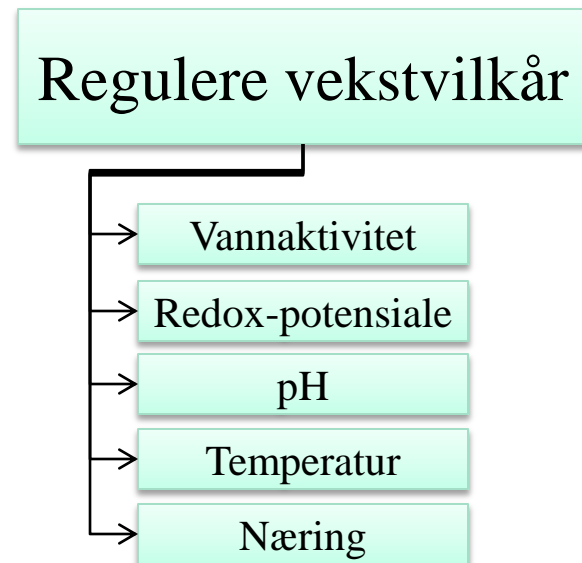 Regulere vekstvilkår
Vannaktivitet
Redox-potensiale
pH
Temperatur
Næring